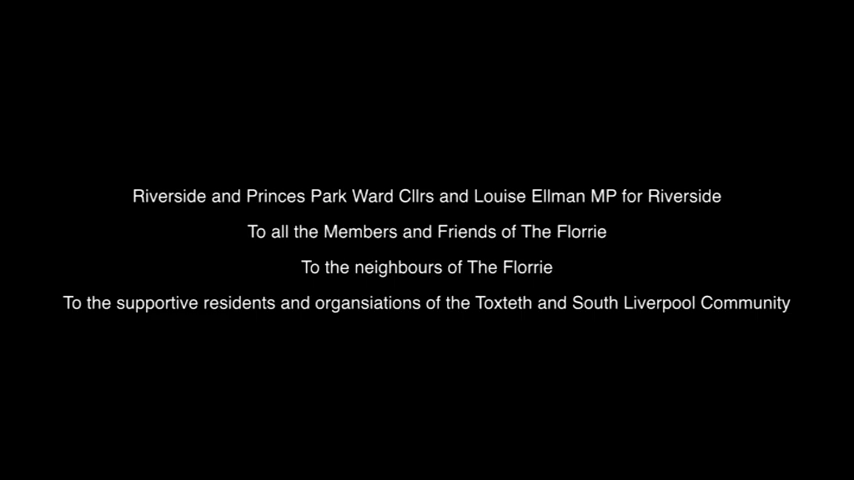 Riverside and Princes Park Ward Cllrs and Louise Ellman MP for Riverside
To all the Members and Friends of The Florrie
To the neighbours of The Florrie
To the supportive residents and organsiations of the Toxteth and South Liverpool Community